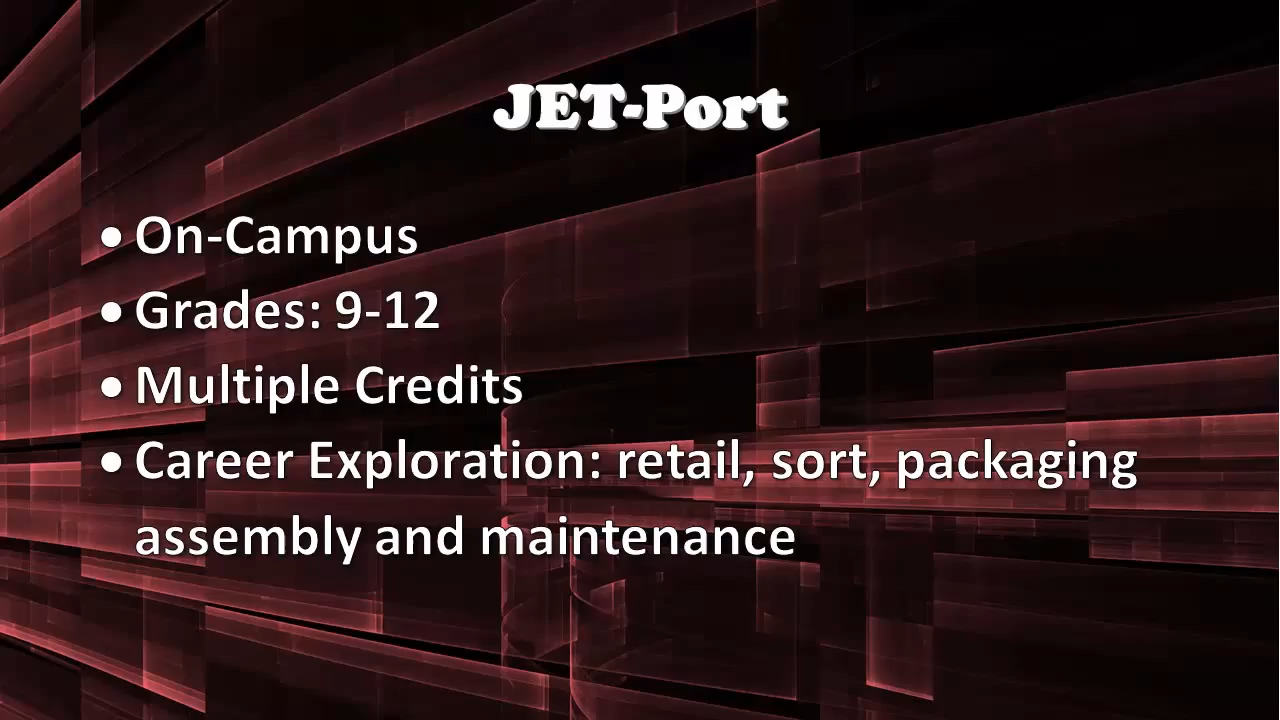 JET-Port
• On-Campus
• Grades: 9-12
• Multiple Credits
• Career Exploration: retail, sort, packaging
assembly and maintenance